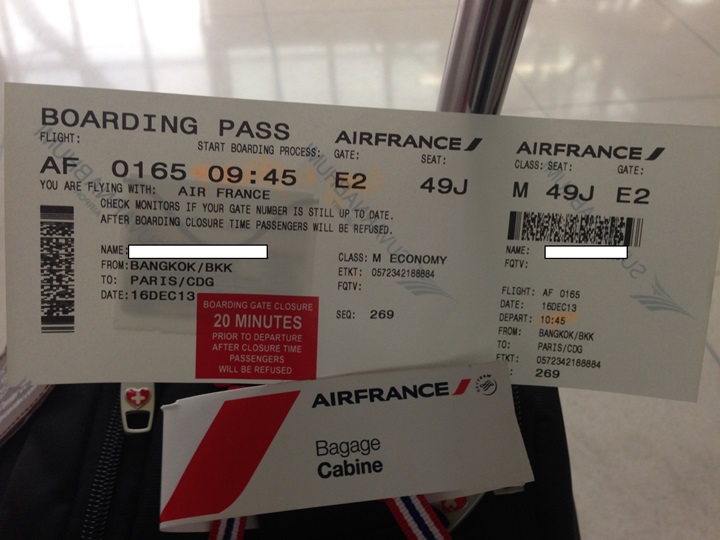 BOARDING PASS
FLIGHT:
START BOARDING PROCESS:
AF 0165 09:45
YOU ARE FLYING WITH: AIR FRANCE
CHECK MONITORS IF YOUR GATE NUMBER IS STILL UP TO DATE.
AFTER BOARDING CLOSURE TIME PASSENGERS WILL BE REFUSED.
NAME:
FROM:BANGKOK/BKK
TO: PARIS/CDG
DATE:16DEC13
BOARDING GATE CLOSURE
20 MINUTES
PRIOR TO DEPARTURE
AFTER CLOSURE TIME
PASSENGERS
WILL BE REFUSED
AIRFRANCE
GATE: SEAT:
E2 49J
CLASS: M ECONOMY
ETKT: 0572342188884
FQTV:
SEQ: 269
AIRFRANCE
CLASS: SEAT: GATE:
M 49J E2
NAME:
FQTV:
FLIGHT: AF 0165
DATE: 16DEC13
DEPART: 10:45
FROM: BANGKOK/BKK
TO: PARIS/CDG
ETKT: 0572342188884
269
AIRFRANCE
Bagage
Cabine